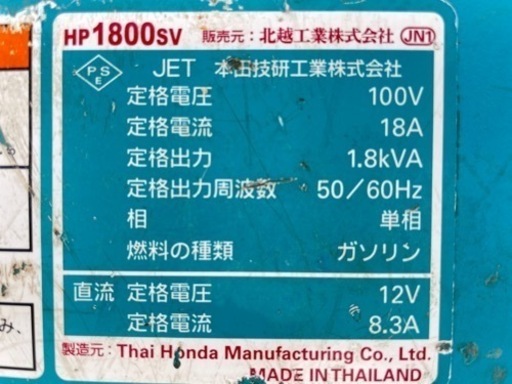 HP1800SV 販売元：北越工業株式会社 JN1
PSE JET 本田技研工業株式会社
定格電圧 100V
定格電流 18A
定格出力 1.8kVA
定格出力周波数 50／60Hz
相 単相
燃料の種類 ガソリン
直流 定格電圧 12V
定格電流 8.3A
製造元：Thai Honda Manufacturing Co., Ltd.
MADE IN THAILAND